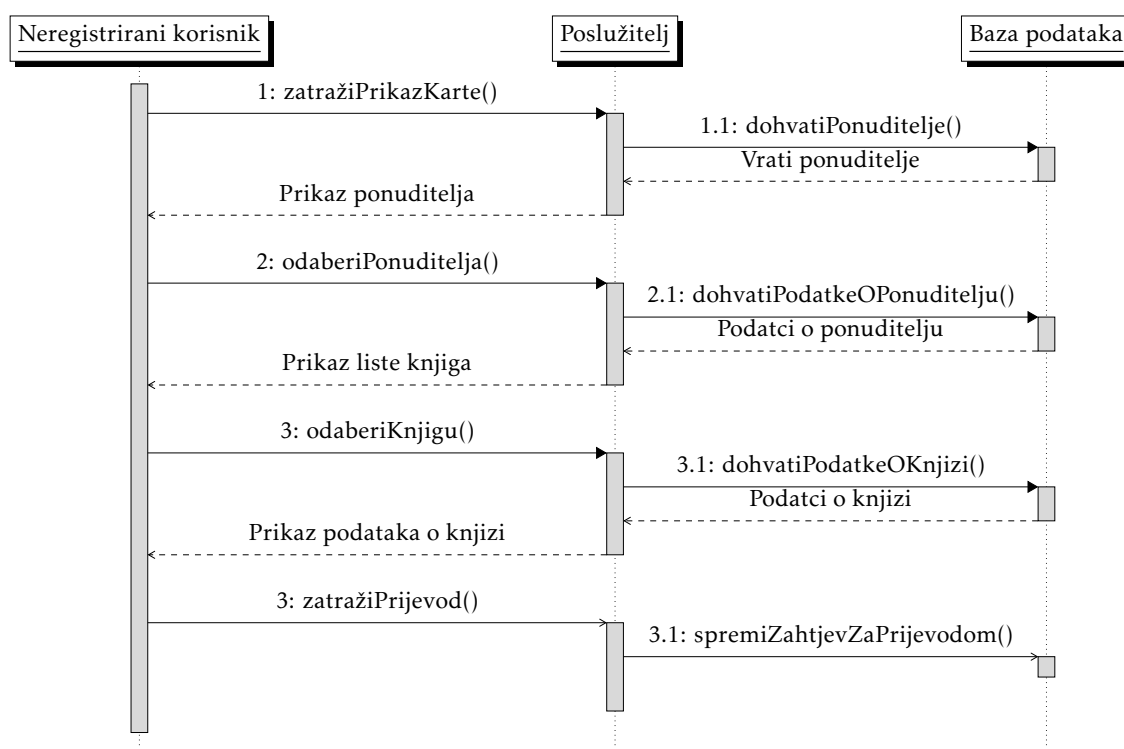 Neregistrirani korisnik
Poslužitelj
Baza podataka
1: zatražiPrikazKarte()
1.1: dohvatiPonuditelje()
Vrati ponuditelje
Prikaz ponuditelja
2: odaberiPonuditelja()
2.1: dohvatiPodatkeOPonuditelju()
Podatci o ponuditelju
Prikaz liste knjiga
3: odaberiKnjigu()
3.1: dohvatiPodatkeOKnjizi()
Podatci o knjizi
Prikaz podataka o knjizi
3: zatražiPrijevod()
3.1: spremiZahtjevZaPrijevodom()